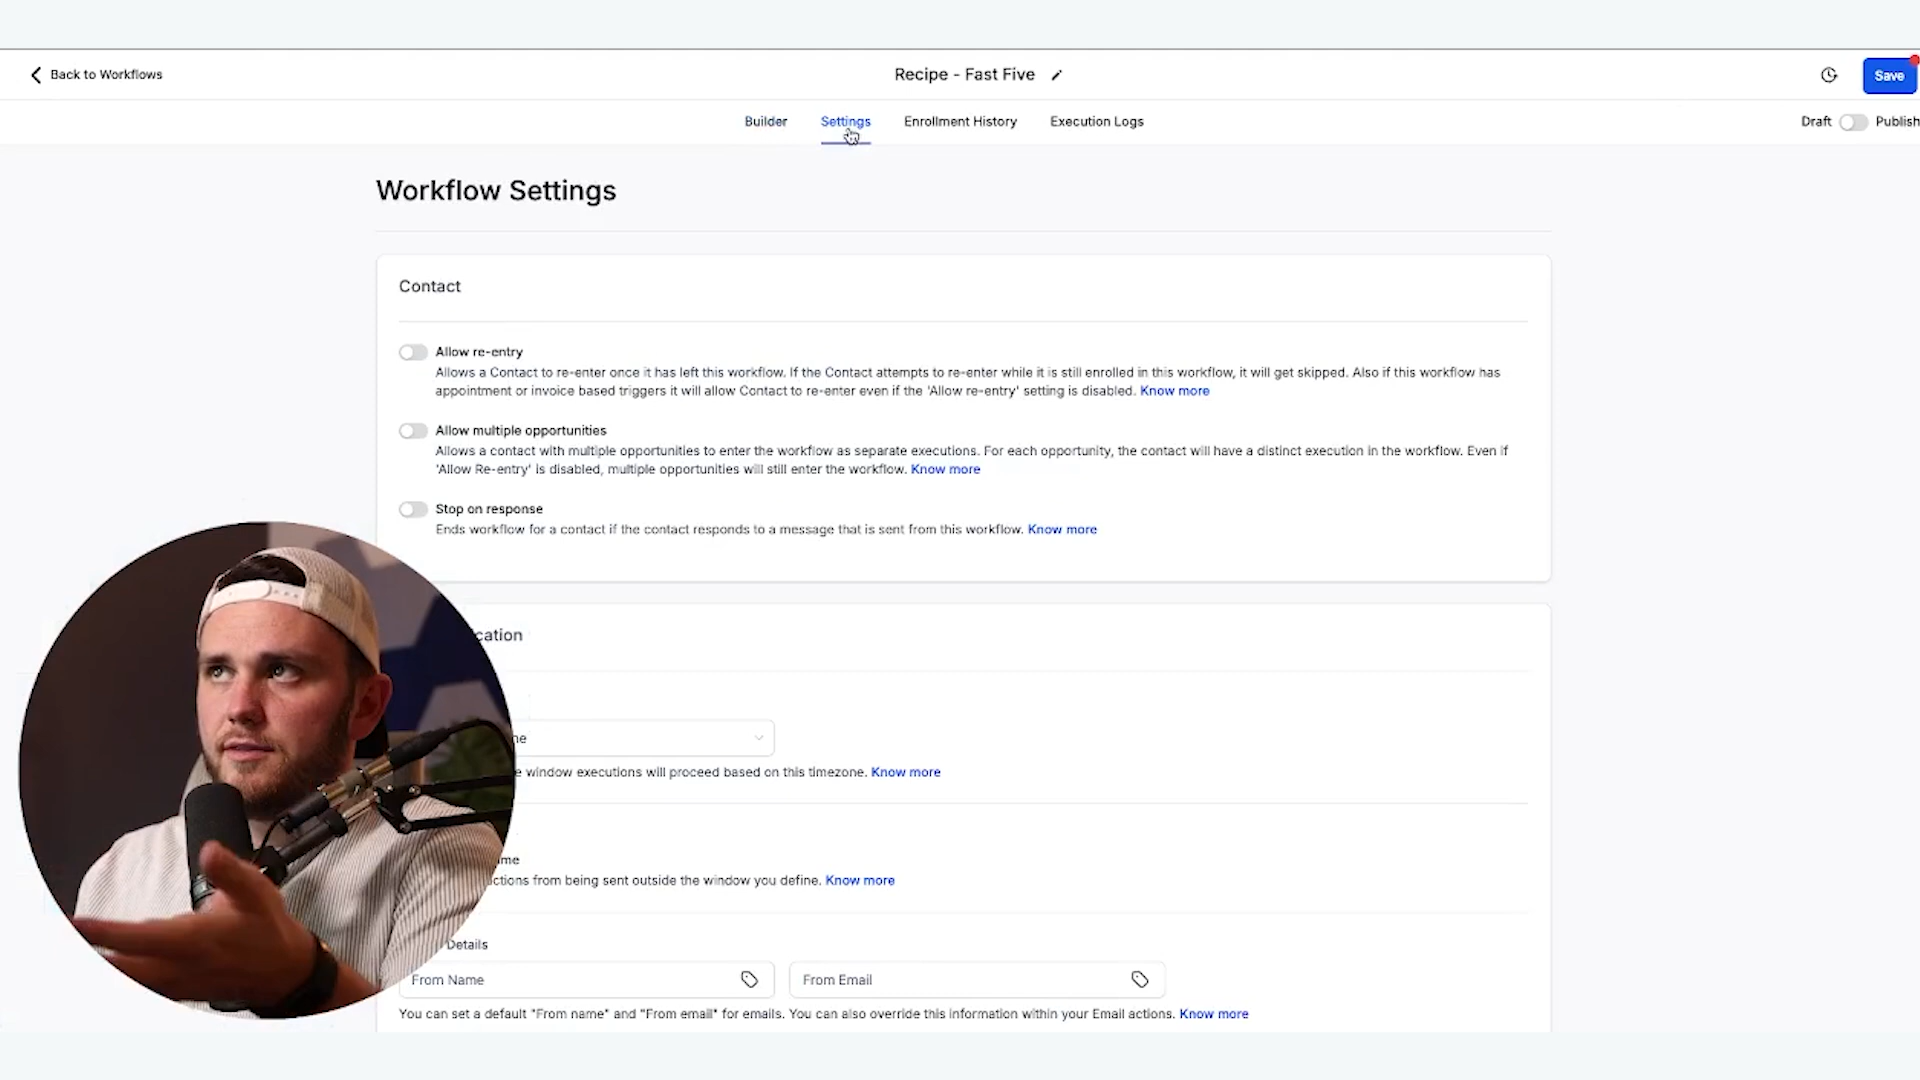 Back to Workflows
Recipe - Fast Five
Save
Builder
Settings
Enrollment History
Execution Logs
Draft
Publish
Workflow Settings
Contact
Allow re-entry
Allows a Contact to re-enter once it has left this workflow. If the Contact attempts to re-enter while it is still enrolled in this workflow, it will get skipped. Also if this workflow has
appointment or invoice based triggers it will allow Contact to re-enter even if the 'Allow re-entry' setting is disabled. Know more
Allow multiple opportunities
Allows a contact with multiple opportunities to enter the workflow as separate executions. For each opportunity, the contact will have a distinct execution in the workflow. Even if
'Allow Re-entry' is disabled, multiple opportunities will still enter the workflow. Know more
Stop on response
Ends workflow for a contact if the contact responds to a message that is sent from this workflow. Know more
window executions will proceed based on this timezone. Know more
from being sent outside the window you define. Know more
Details
From Name
From Email
You can set a default "From name" and "From email" for emails. You can also override this information within your Email actions. Know more